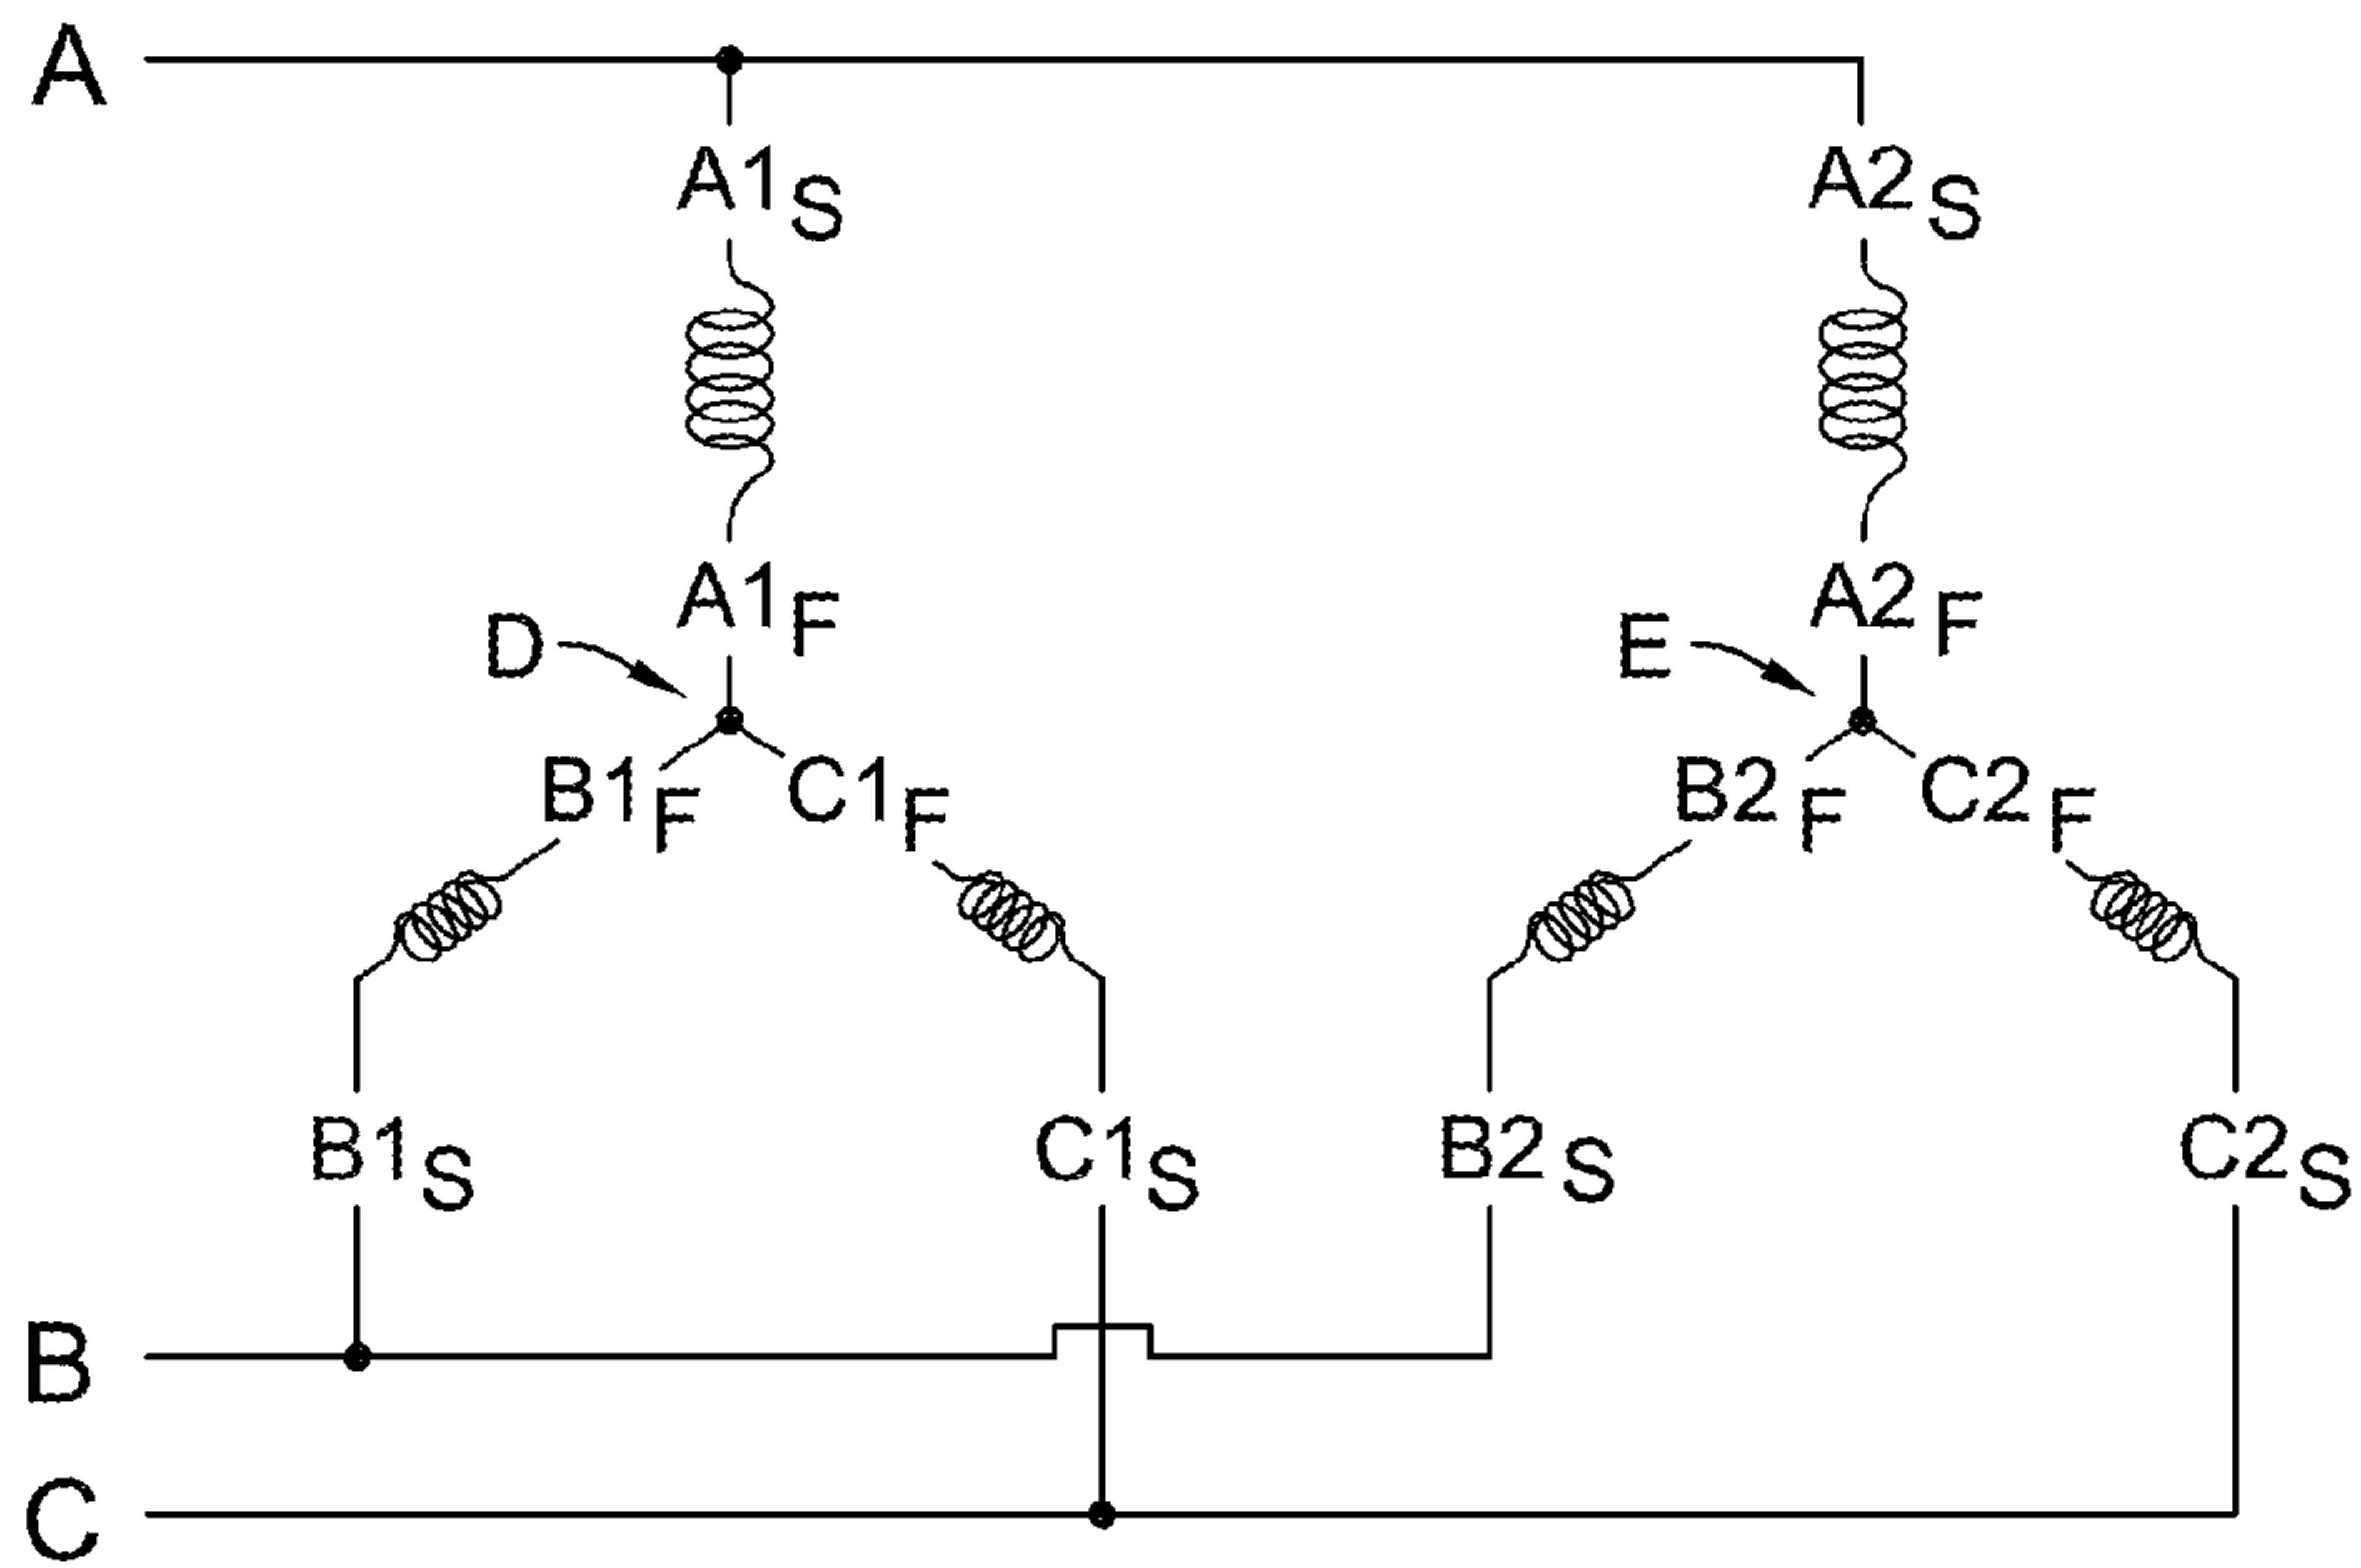 A
A1S A2S
A1F A2F
D E
B1F C1F B2F C2F
B1S C1S B2S C2S
B
C